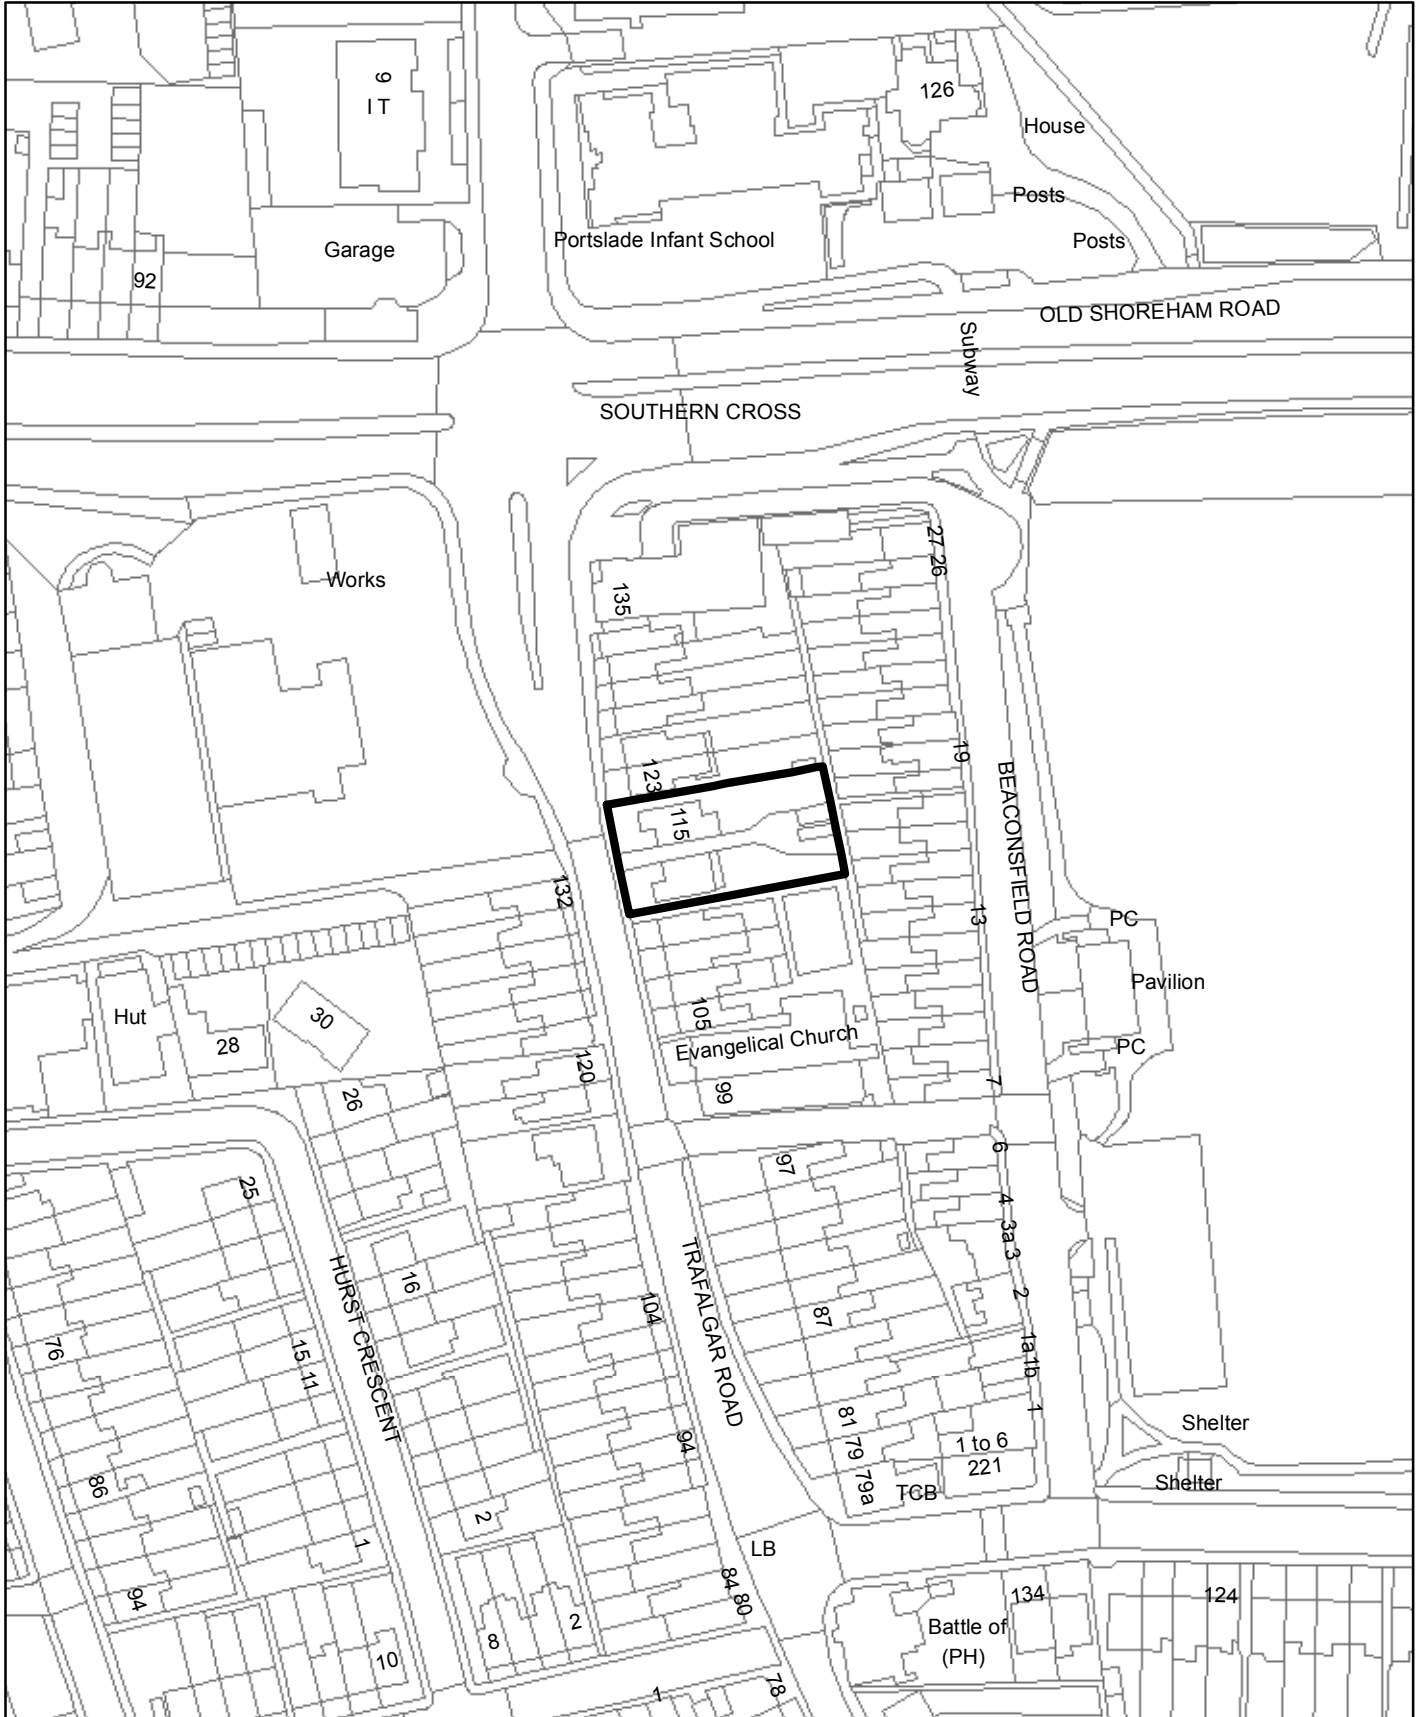 9
I T
126
House
Posts
Portslade Infant School
Posts
Garage
92
OLD SHOREHAM ROAD
Subway
SOUTHERN CROSS
27 26
Works
135
19
123
BEACONSFIELD ROAD
115
132
13
PC
Pavilion
105
Hut
30
Evangelical Church
28
PC
120
7
99
26
6
97
25
4
3a 3
TRAFALGAR ROAD
HURST CRESCENT
16
2
104
87
76
15 11
1a 1b
1
81
Shelter
94
79
1 to 6
221
86
79a
TCB
Shelter
2
1
LB
84 80
94
134
124
2
Battle of
(PH)
8
10
78
1